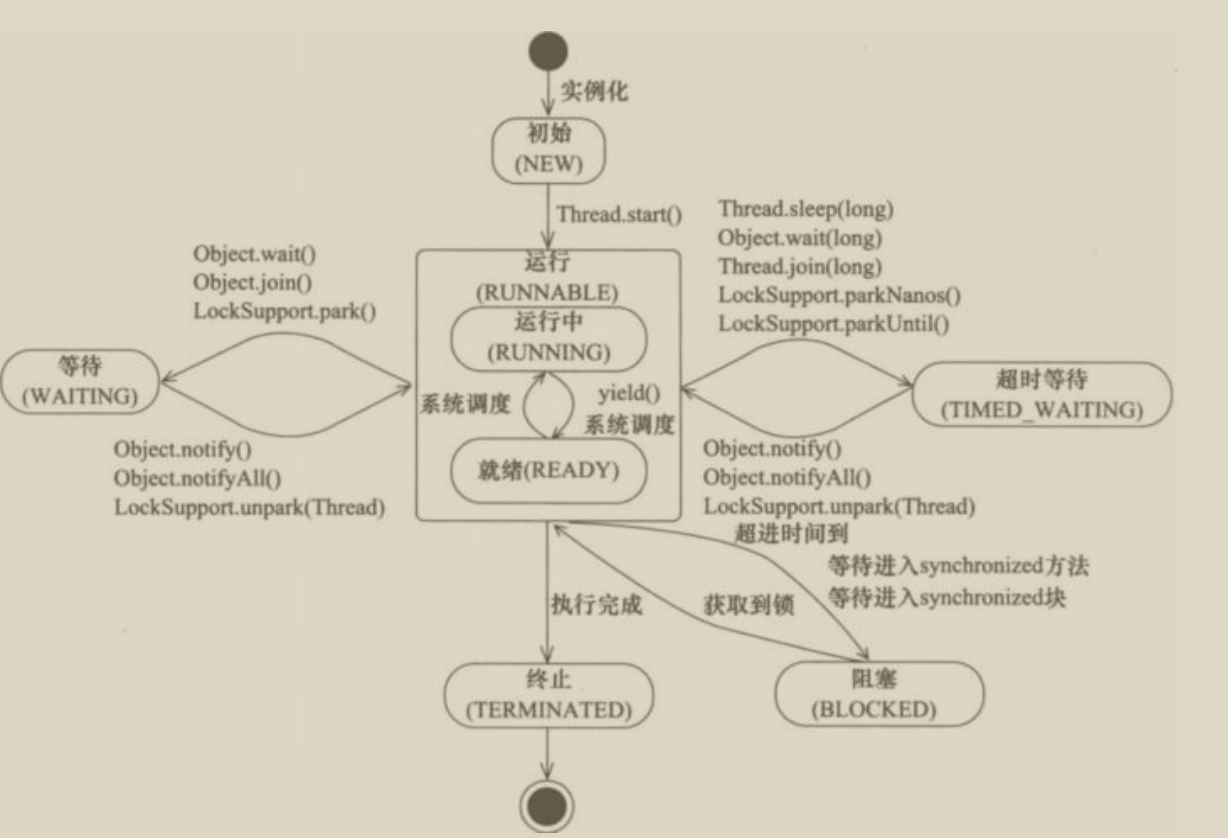 实例化
初始
(NEW)
Thread.start()
Object.wait()
Object.join()
LockSupport.park()
Thread.sleep(long)
Object.wait(long)
Thread.join(long)
LockSupport.parkNanos()
LockSupport.parkUntil()
运行
(RUNNABLE)
运行中
(RUNNING)
等待
(WAITING)
系统调度
yield()
系统调度
超时等待
(TIMED_WAITING)
就绪(READY)
Object.notify()
Object.notifyAll()
LockSupport.unpark(Thread)
Object.notify()
Object.notifyAll()
LockSupport.unpark(Thread)
超进时间到
等待进入synchronized方法
等待进入synchronized块
执行完成
获取到锁
终止
(TERMINATED)
阻塞
(BLOCKED)